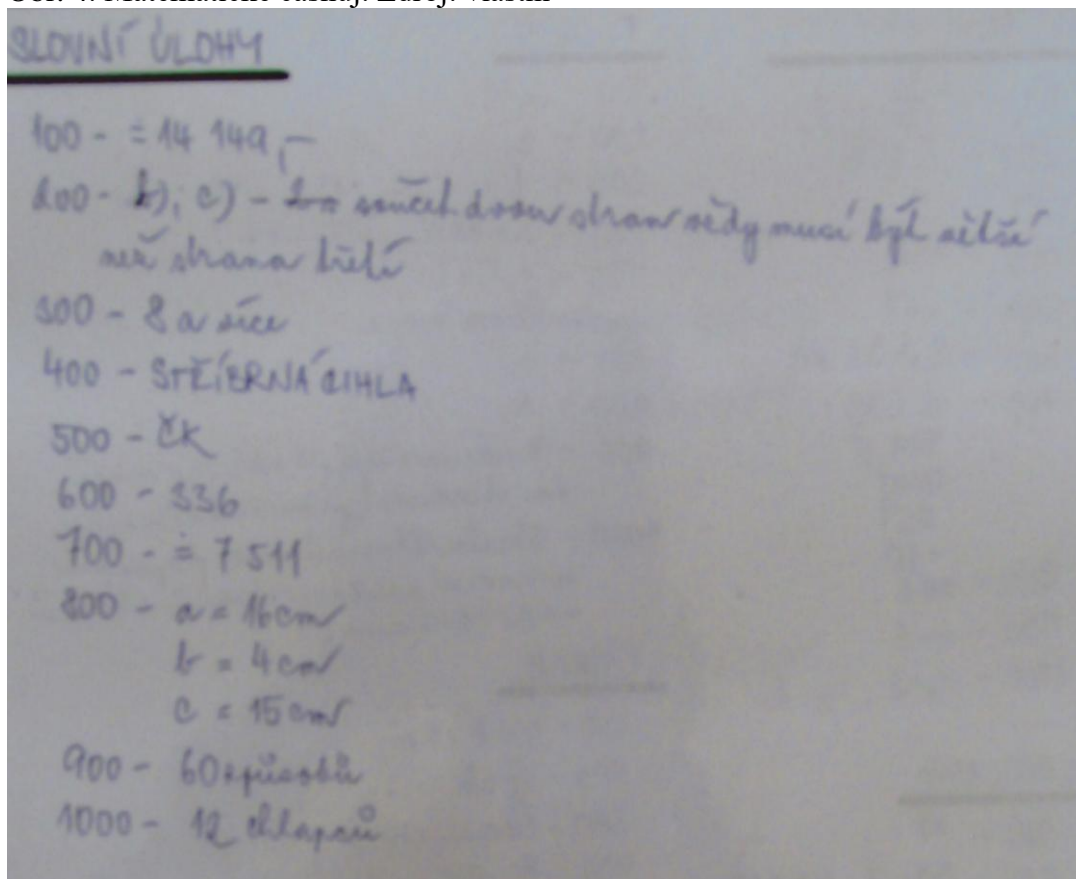 SLOVNÍ ÚLOHY
100 - ≐ 14 149,-
200 - b), c) - součet dvou stran vždy musí být větší
než strana třetí
300 - 8 a více
400 - STŘÍBRNÁ CIHLA
500 - ČK
600 - 336
700 - ≐ 7 511
800 - a = 16 cm
b = 4 cm
c = 15 cm
900 - 60 způsobů
1000 - 12 chlapců